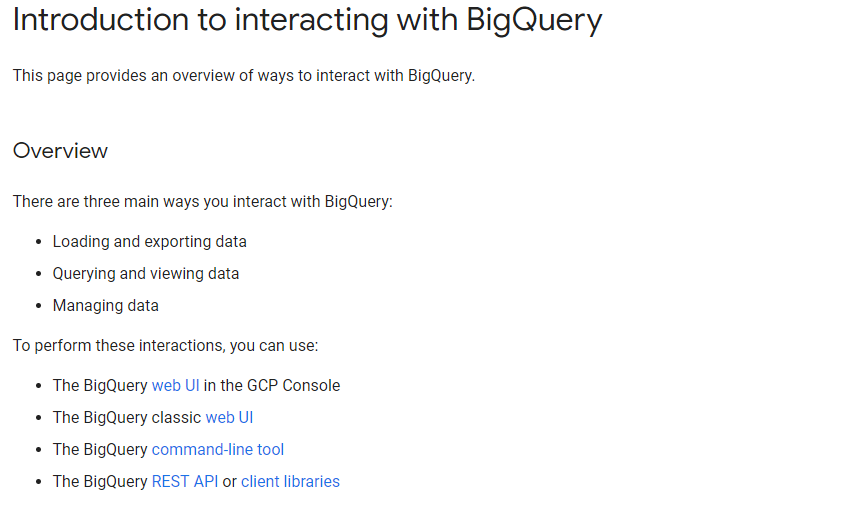 Introduction to interacting with BigQuery
This page provides an overview of ways to interact with BigQuery.
Overview
There are three main ways you interact with BigQuery:
• Loading and exporting data
• Querying and viewing data
• Managing data
To perform these interactions, you can use:
• The BigQuery web UI in the GCP Console
• The BigQuery classic web UI
• The BigQuery command-line tool
• The BigQuery REST API or client libraries